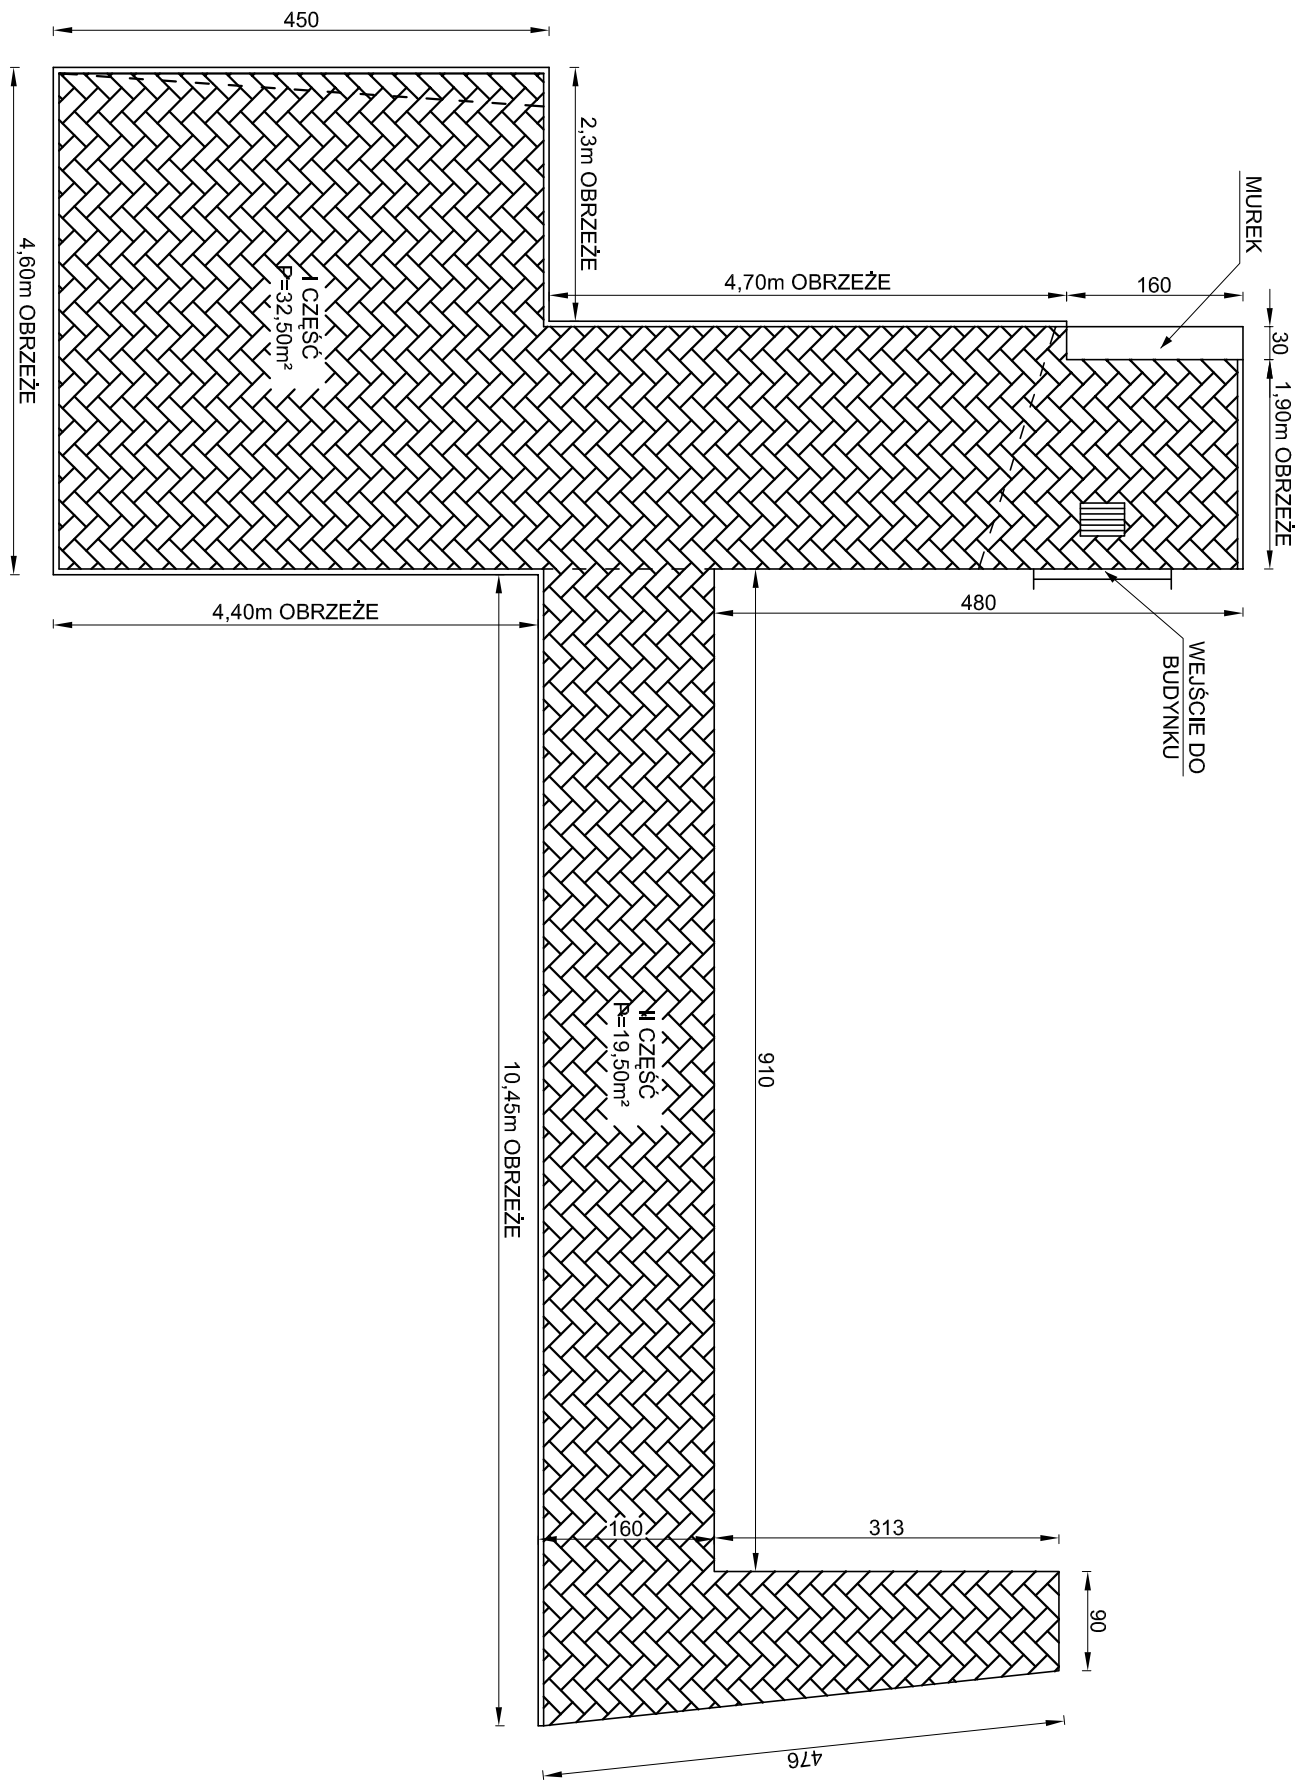 450
2,3m OBRZEŻE
MUREK
4,70m OBRZEŻE
160
30
1,90m OBRZEŻE
4,60m OBRZEŻE
I CZĘŚĆ
P=32,50m²
4,40m OBRZEŻE
480
WEJŚCIE DO
BUDYNKU
910
II CZĘŚĆ
P=19,50m²
10,45m OBRZEŻE
160
313
90
476